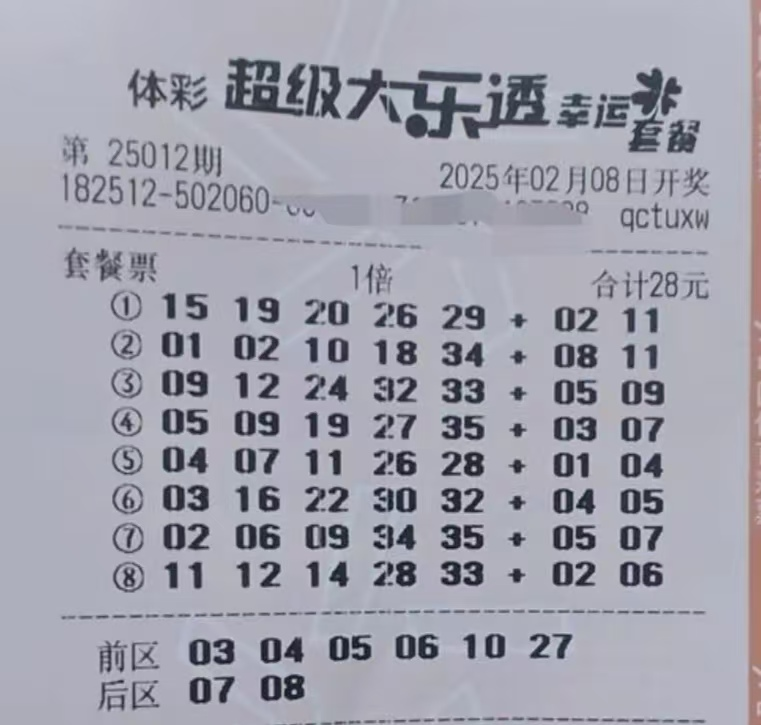 体彩 超级大乐透 幸运套餐
第 25012期 2025年02月08日开奖
182512-502060- qctuxw
套餐票 1倍 合计28元
① 15 19 20 26 29 + 02 11
② 01 02 10 18 34 + 08 11
③ 09 12 24 32 33 + 05 09
④ 05 09 19 27 35 + 03 07
⑤ 04 07 11 26 28 + 01 04
⑥ 03 16 22 30 32 + 04 05
⑦ 02 06 09 34 35 + 05 07
⑧ 11 12 14 28 33 + 02 06
前区 03 04 05 06 10 27
后区 07 08